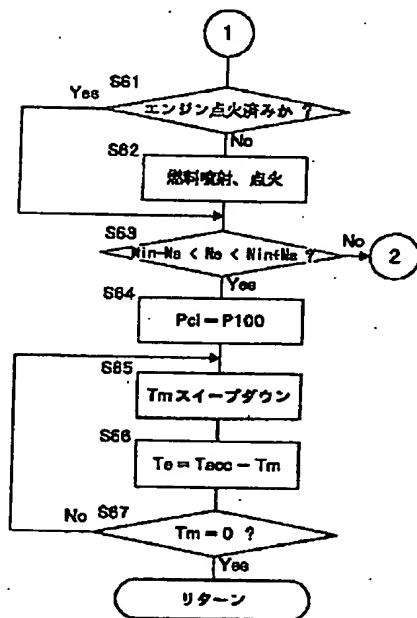 1
S61
Yes
エンジン点火済みか ?
No
S62
燃料噴射、点火
S63
Nin-Na < Ne < Nin+Na ?
No
2
Yes
S64
Pcl=P100
S65
Tmスイープダウン
S66
Te=Tacc-Tm
No
S67
Tm=0 ?
Yes
リターン